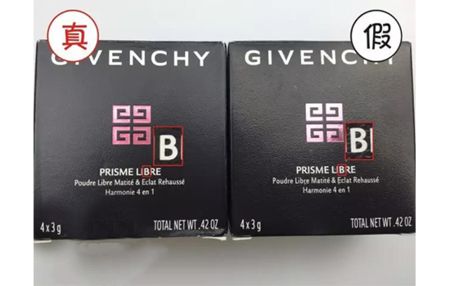 真
假
GIVENCHY
B
PRISME LIBRE
Poudre Libre Matité & Eclat Rehaussé
Harmonie 4 en 1
4 x 3 g
TOTAL NET WT. .42 OZ
GIVENCHY
B
PRISME LIBRE
Poudre Libre Matité & Eclat Rehaussé
Harmonie 4 en 1
4 x 3 g
TOTAL NET WT. .42 OZ